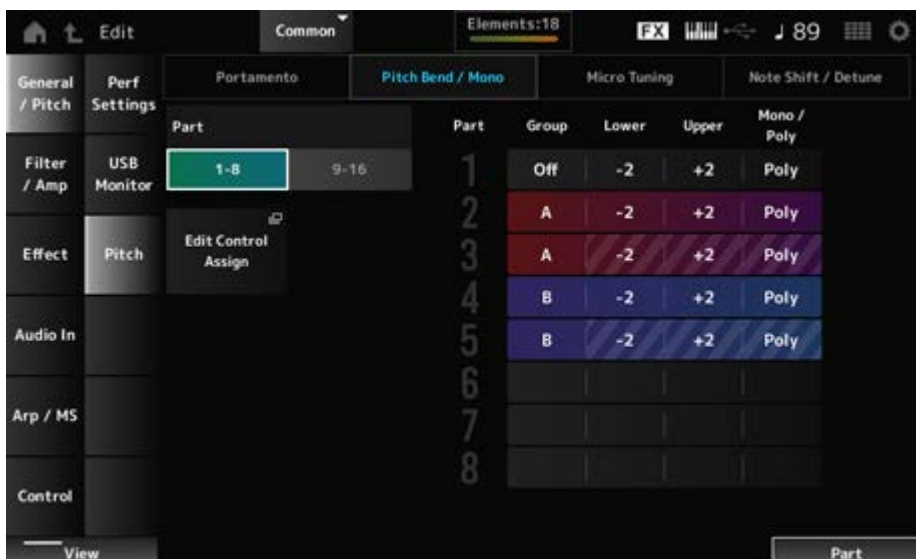 Edit Common Elements:18 FX ♩ 89
General / Pitch
Perf Settings
Portamento Pitch Bend / Mono Micro Tuning Note Shift / Detune
Part
1-8 9-16
Filter / Amp
USB Monitor
Edit Control Assign
Effect
Pitch
Audio In
Arp / MS
Control
Part Group Lower Upper Mono / Poly
1 Off -2 +2 Poly
2 A -2 +2 Poly
3 A -2 +2 Poly
4 B -2 +2 Poly
5 B -2 +2 Poly
6
7
8
View Part